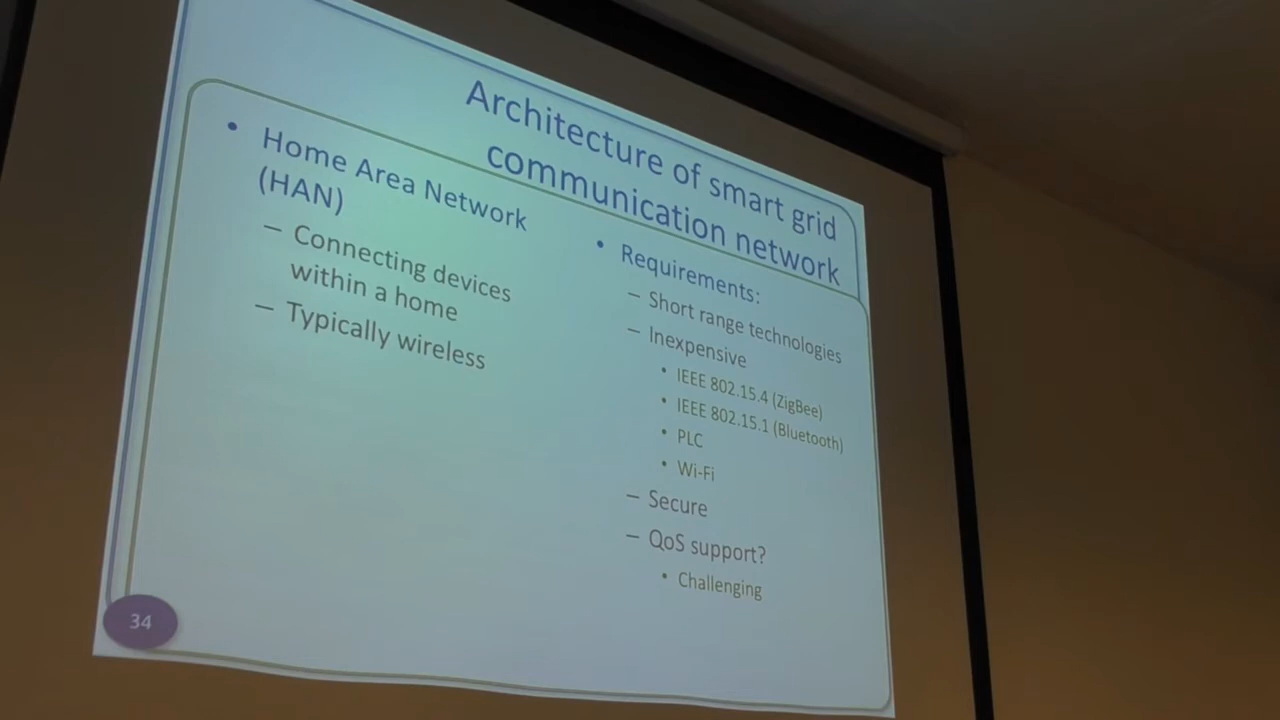 Architecture of smart grid
communication network
• Home Area Network
(HAN)
– Connecting devices
within a home
– Typically wireless
• Requirements:
– Short range technologies
– Inexpensive
• IEEE 802.15.4 (ZigBee)
• IEEE 802.15.1 (Bluetooth)
• PLC
• Wi-Fi
– Secure
– QoS support?
• Challenging
34